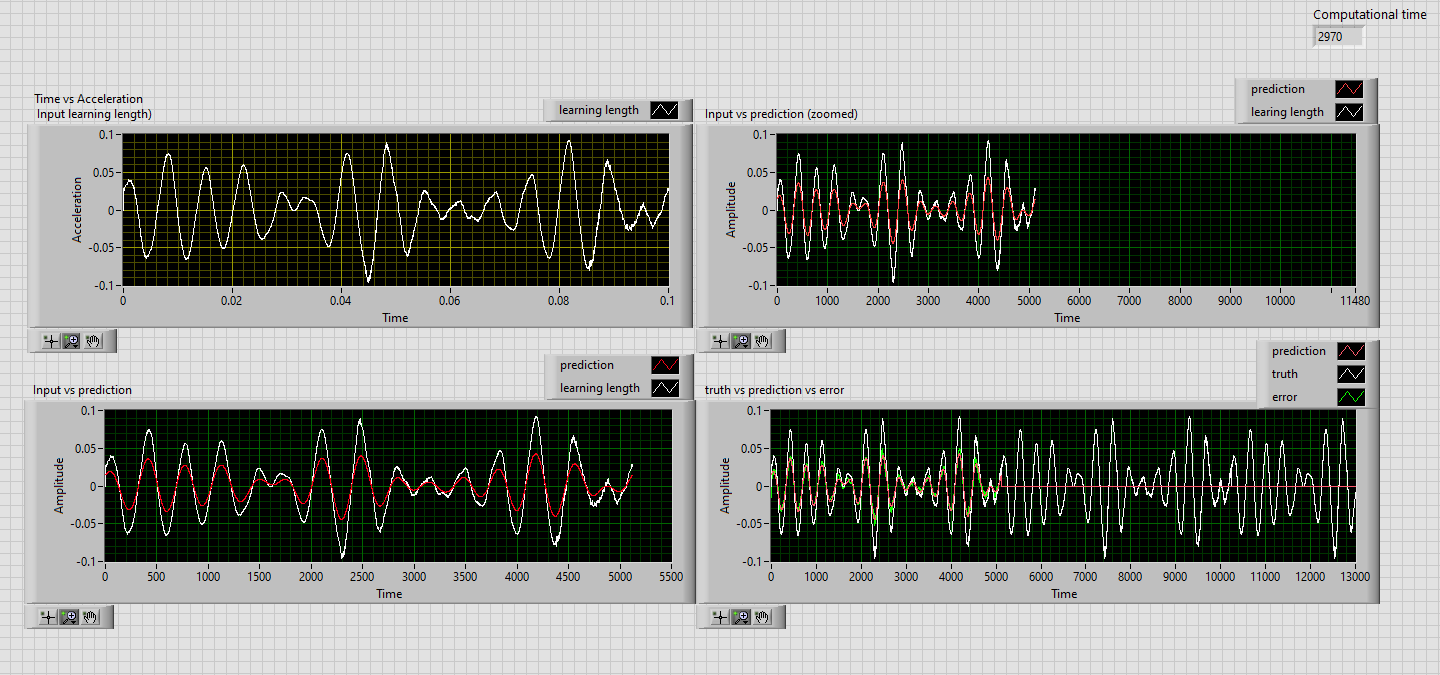 Computational time
2970
Time vs Acceleration
Input learning length)
learning length
Acceleration
0.1
0.05
0
-0.05
-0.1
0 0.02 0.04 0.06 0.08 0.1
Time
Input vs prediction (zoomed)
prediction
learing length
Amplitude
0.1
0.05
0
-0.05
-0.1
0 1000 2000 3000 4000 5000 6000 7000 8000 9000 10000 11480
Time
Input vs prediction
prediction
learning length
Amplitude
0.1
0.05
0
-0.05
-0.1
0 500 1000 1500 2000 2500 3000 3500 4000 4500 5000 5500
Time
truth vs prediction vs error
prediction
truth
error
Amplitude
0.1
0.05
0
-0.05
-0.1
0 1000 2000 3000 4000 5000 6000 7000 8000 9000 10000 11000 12000 13000
Time